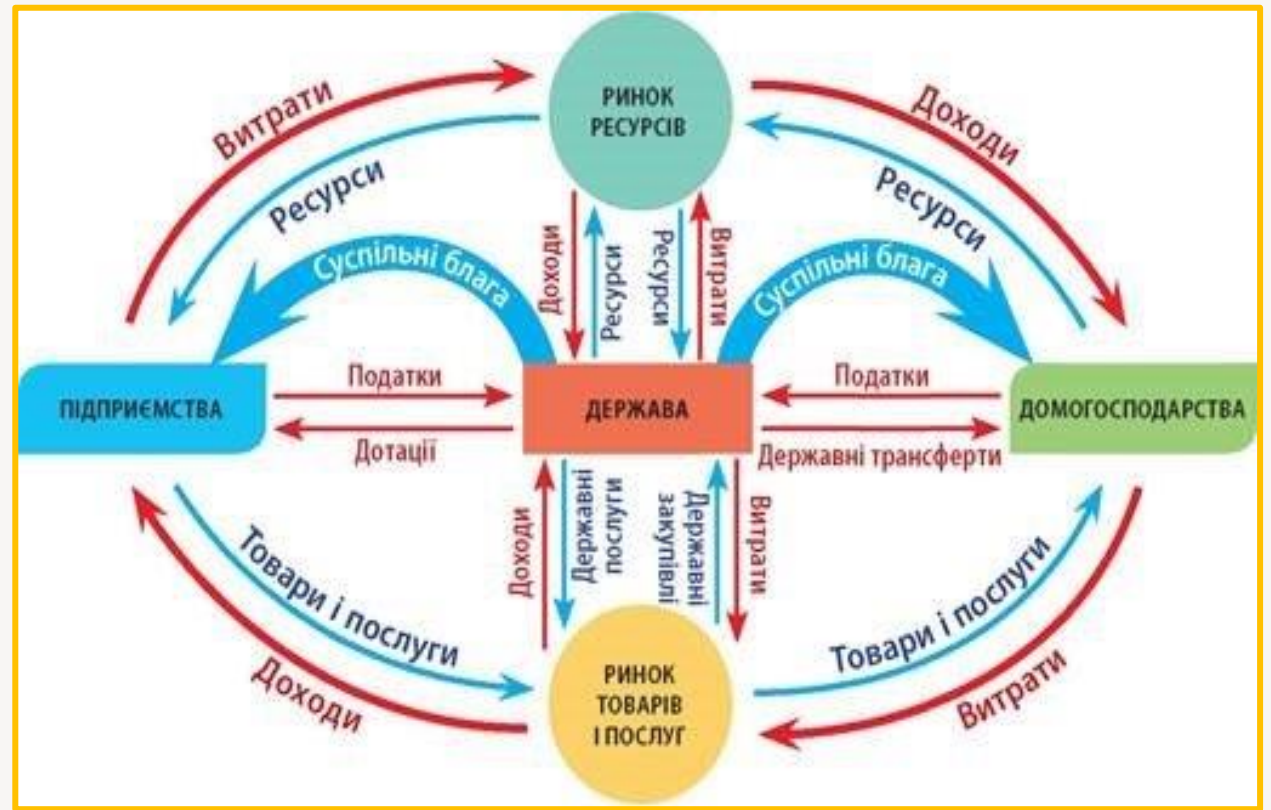 РИНОК
РЕСУРСІВ
Витрати
Доходи
Ресурси
Ресурси
Суспільні блага
Суспільні блага
Доходи
Ресурси
Ресурси
Витрати
ПІДПРИЄМСТВА
Податки
Дотації
ДЕРЖАВА
Податки
Державні трансферти
ДОМОГОСПОДАРСТВА
Доходи
Державні
послуги
Державні
закупівлі
Витрати
Товари і послуги
Товари і послуги
Доходи
Витрати
РИНОК
ТОВАРІВ
І ПОСЛУГ